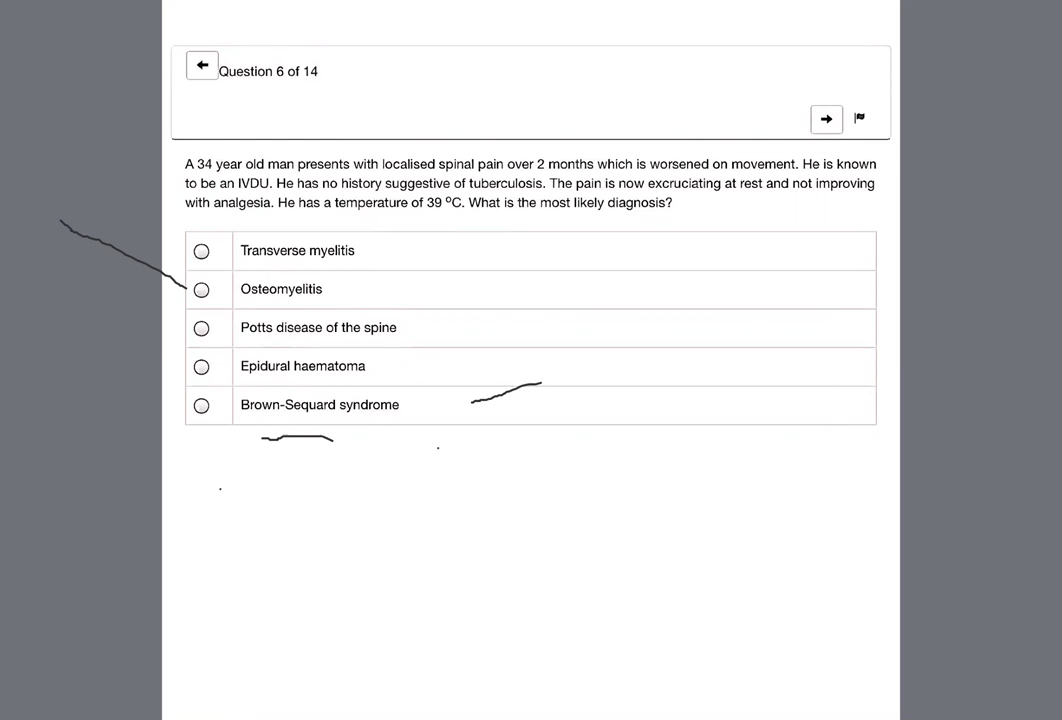 Question 6 of 14
A 34 year old man presents with localised spinal pain over 2 months which is worsened on movement. He is known
to be an IVDU. He has no history suggestive of tuberculosis. The pain is now excruciating at rest and not improving
with analgesia. He has a temperature of 39 ºC. What is the most likely diagnosis?
Transverse myelitis
Osteomyelitis
Potts disease of the spine
Epidural haematoma
Brown-Sequard syndrome